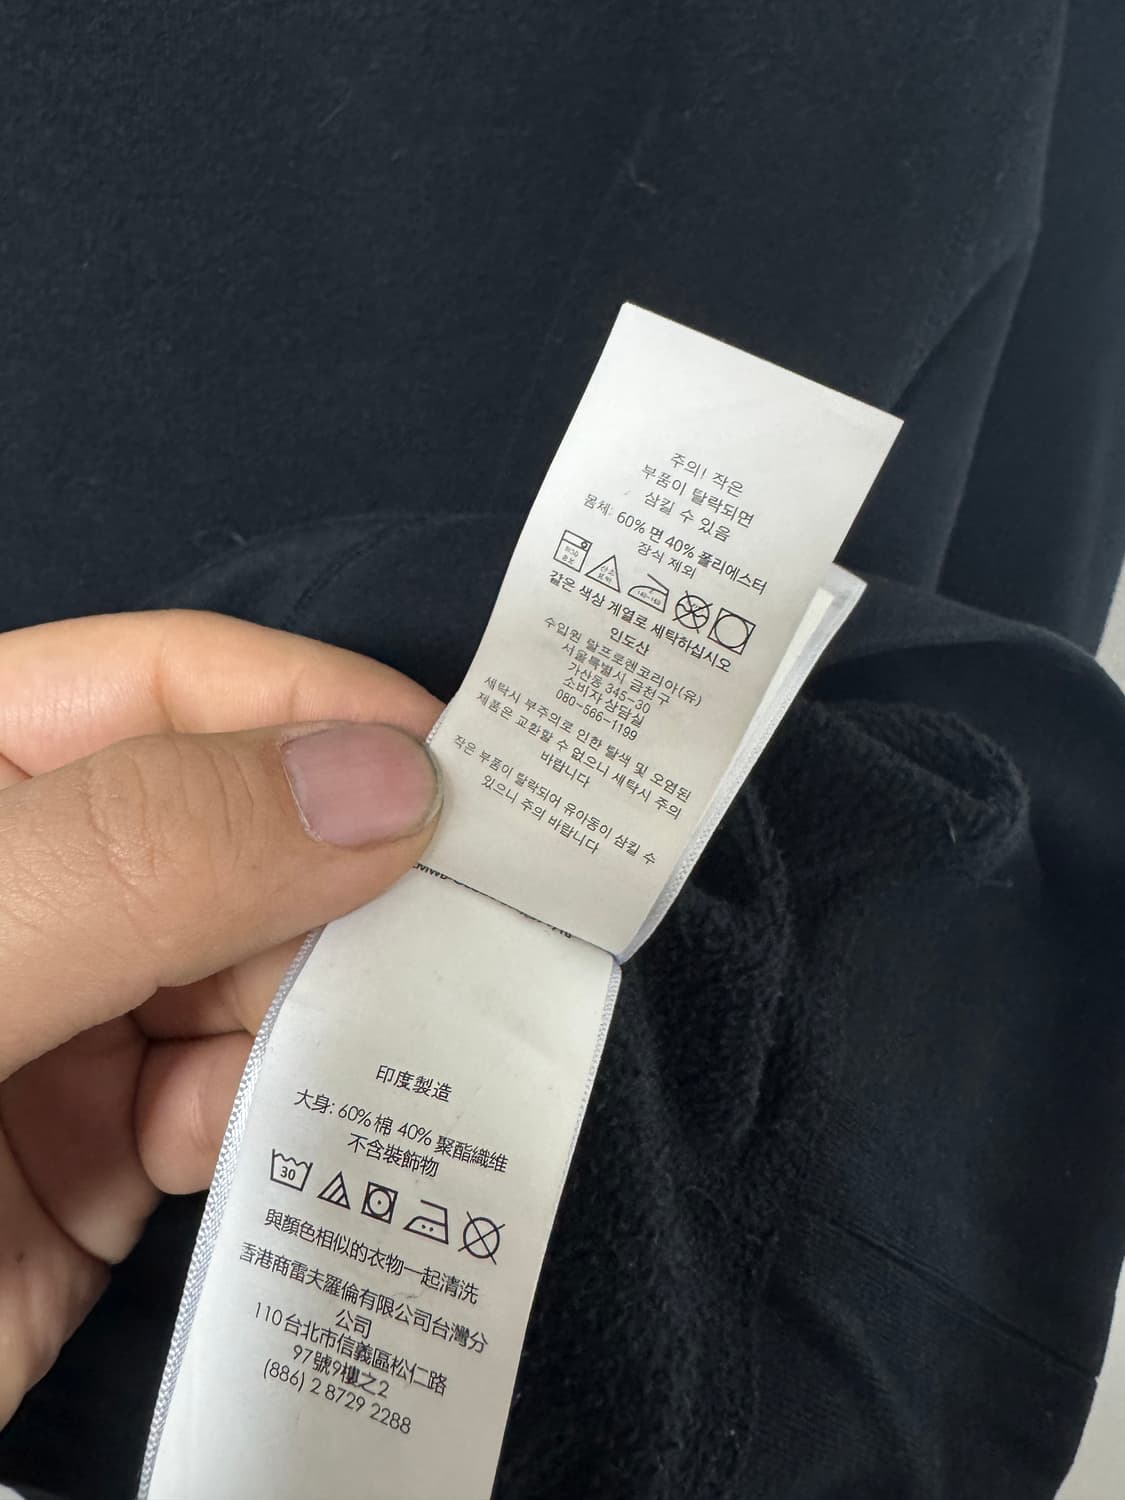 주의! 작은
부품이 탈락되면
삼킬 수 있음
몸체: 60% 면 40% 폴리에스터
장식 제외
산소
표백
140~160
같은 색상 계열로 세탁하십시오
인도산
수입원 랄프로렌코리아(유)
서울특별시 금천구
가산동 345-30
소비자 상담실
080-566-1199
세탁시 부주의로 인한 탈색 및 오염된
제품은 교환할 수 없으니 세탁시 주의
바랍니다
작은 부품이 탈락되어 유아동이 삼킬 수
있으니 주의 바랍니다
印度製造
大身: 60% 棉 40% 聚酯織维
不含裝飾物
30
與顏色相似的衣物一起清洗
香港商雷夫羅倫有限公司台灣分
公司
110台北市信義區松仁路
97號9樓之2
(886) 2 8729 2288